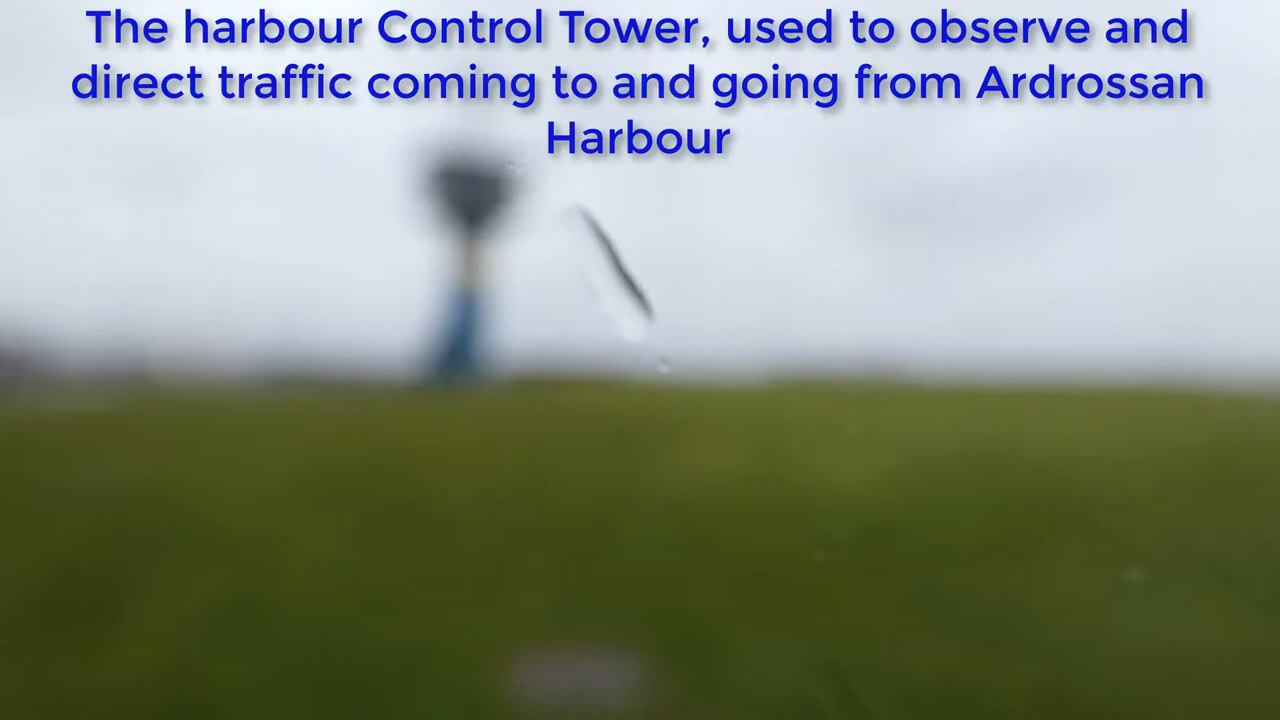 The harbour Control Tower, used to observe and
direct traffic coming to and going from Ardrossan
Harbour